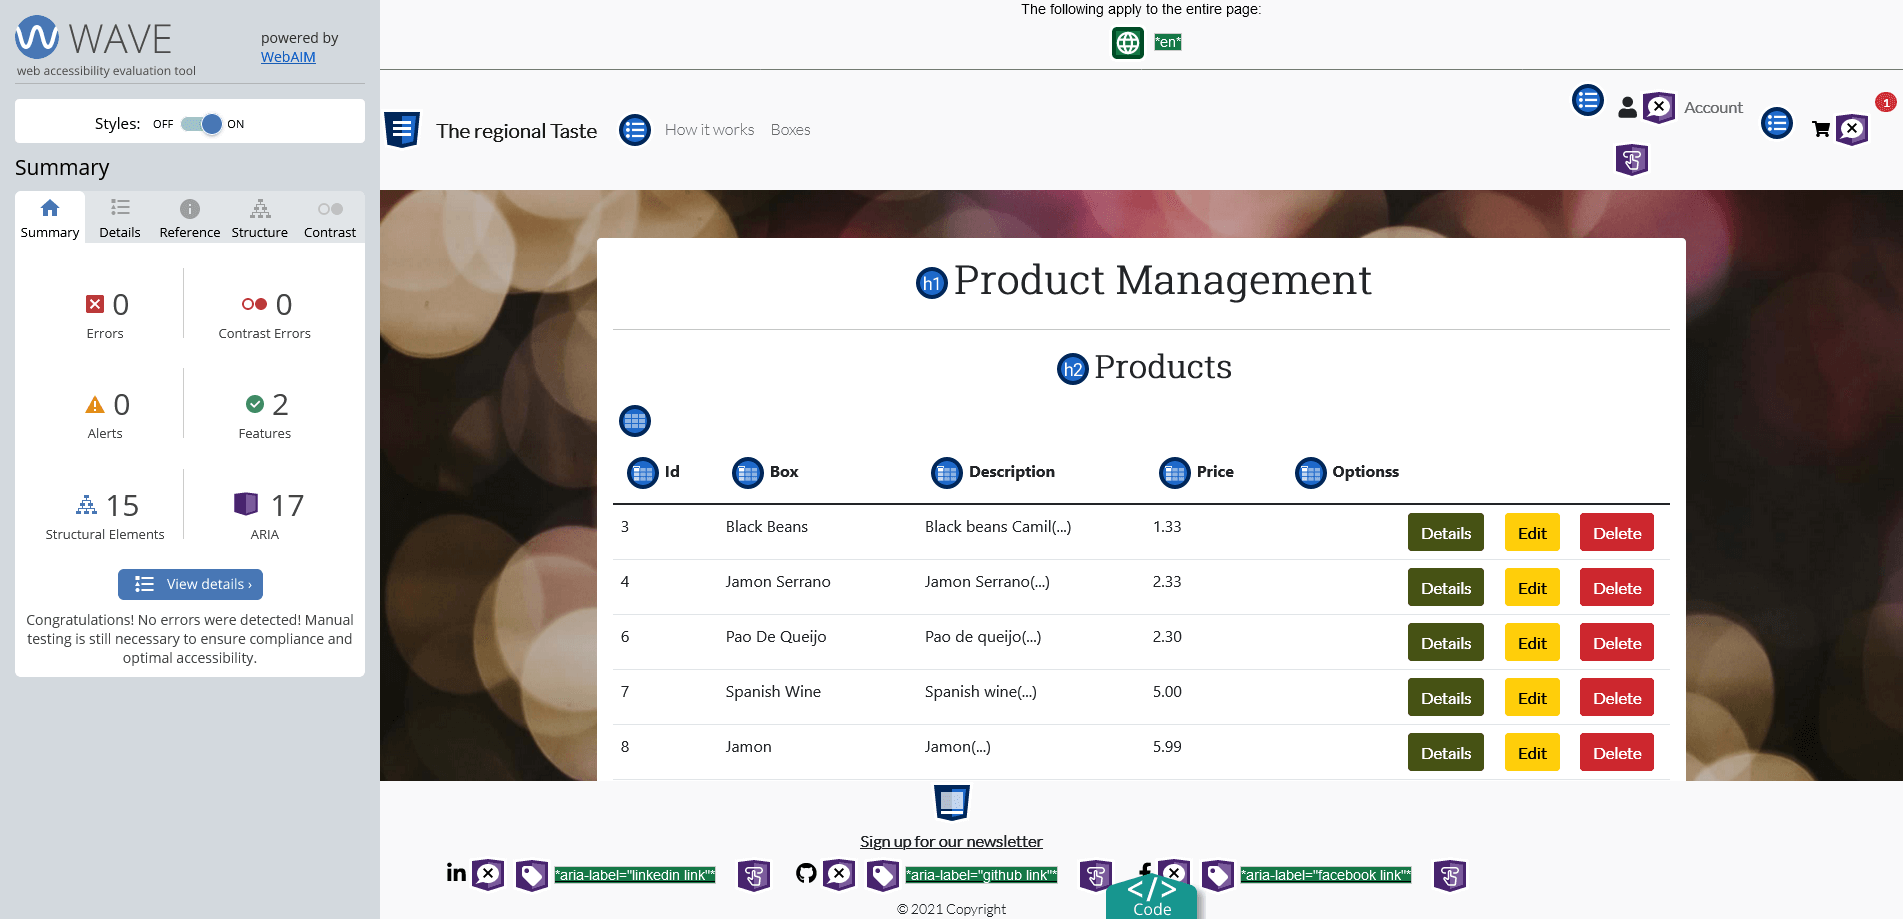 WAVE
powered by
WebAIM
web accessibility evaluation tool
Styles: OFF ON
Summary
Summary Details Reference Structure Contrast
0 0
Errors Contrast Errors
0 2
Alerts Features
15 17
Structural Elements ARIA
View details ›
Congratulations! No errors were detected! Manual
testing is still necessary to ensure compliance and
optimal accessibility.
The following apply to the entire page:
*en*
The regional Taste How it works Boxes Account 1
h1 Product Management
h2 Products
Id Box Description Price Optionss
3 Black Beans Black beans Camil(...) 1.33 Details Edit Delete
4 Jamon Serrano Jamon Serrano(...) 2.33 Details Edit Delete
6 Pao De Queijo Pao de queijo(...) 2.30 Details Edit Delete
7 Spanish Wine Spanish wine(...) 5.00 Details Edit Delete
8 Jamon Jamon(...) 5.99 Details Edit Delete
Sign up for our newsletter
in *aria-label="linkedin link"* *aria-label="github link"* f *aria-label="facebook link"*
© 2021 Copyright
</> Code